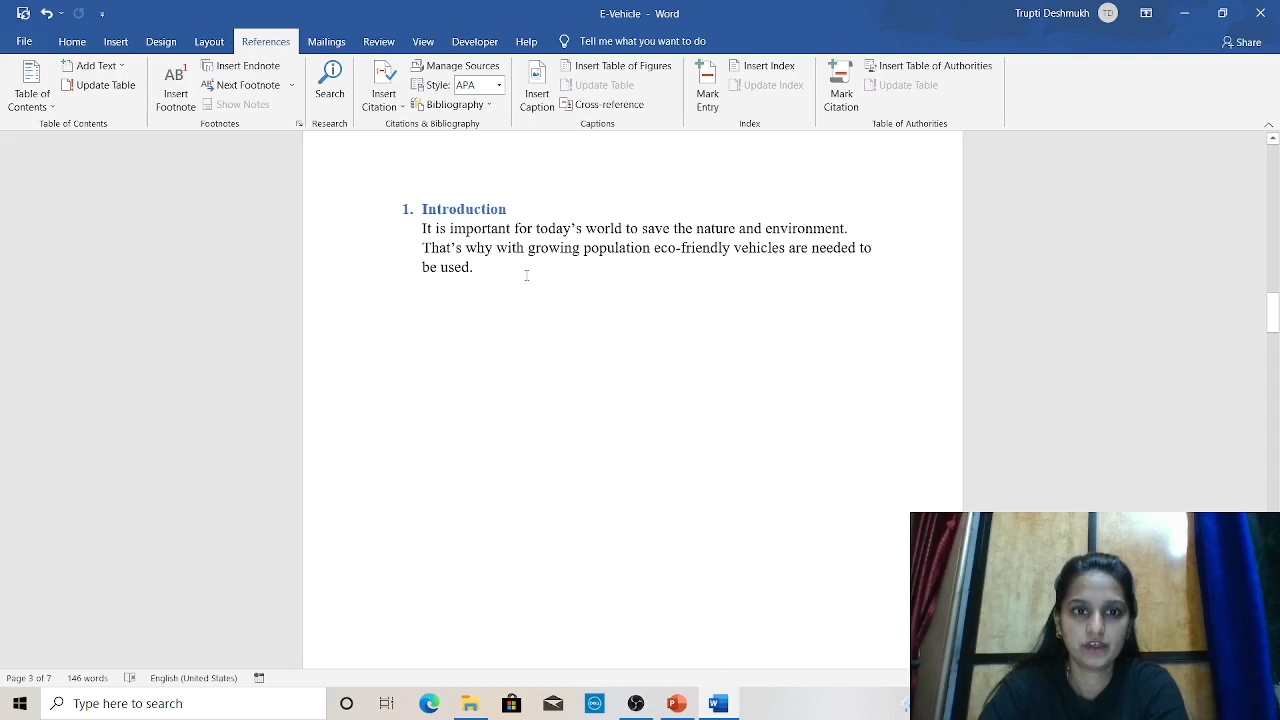 E-Vehicle - Word
Trupti Deshmukh TD
File Home Insert Design Layout References Mailings Review View Developer Help Tell me what you want to do Share
Table of Contents
Add Text
Update Table
Table of Contents
AB1 Insert Footnote
Insert Endnote
Next Footnote
Show Notes
Footnotes
Search
Research
Insert Citation
Manage Sources
Style: APA
Bibliography
Citations & Bibliography
Insert Caption
Insert Table of Figures
Update Table
Cross-reference
Captions
Mark Entry
Insert Index
Update Index
Index
Mark Citation
Insert Table of Authorities
Update Table
Table of Authorities
1. Introduction
It is important for today's world to save the nature and environment.
That's why with growing population eco-friendly vehicles are needed to
be used.
Page 3 of 7 146 words English (United States)
Type here to search